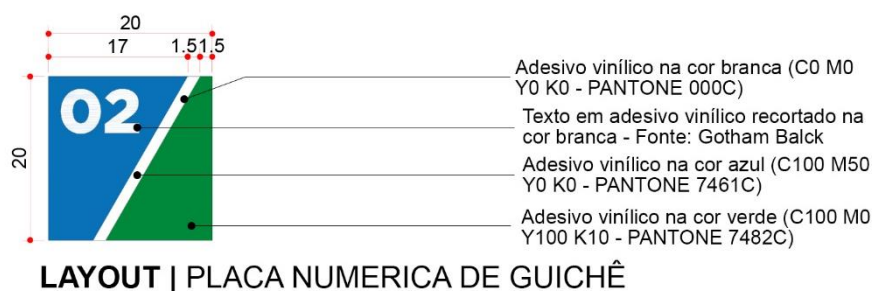 20
17
1.5
1.5
20
02
Adesivo vinílico na cor branca (C0 M0
Y0 K0 - PANTONE 000C)
Texto em adesivo vinílico recortado na
cor branca - Fonte: Gotham Balck
Adesivo vinílico na cor azul (C100 M50
Y0 K0 - PANTONE 7461C)
Adesivo vinílico na cor verde (C100 M0
Y100 K10 - PANTONE 7482C)
LAYOUT | PLACA NUMERICA DE GUICHÊ